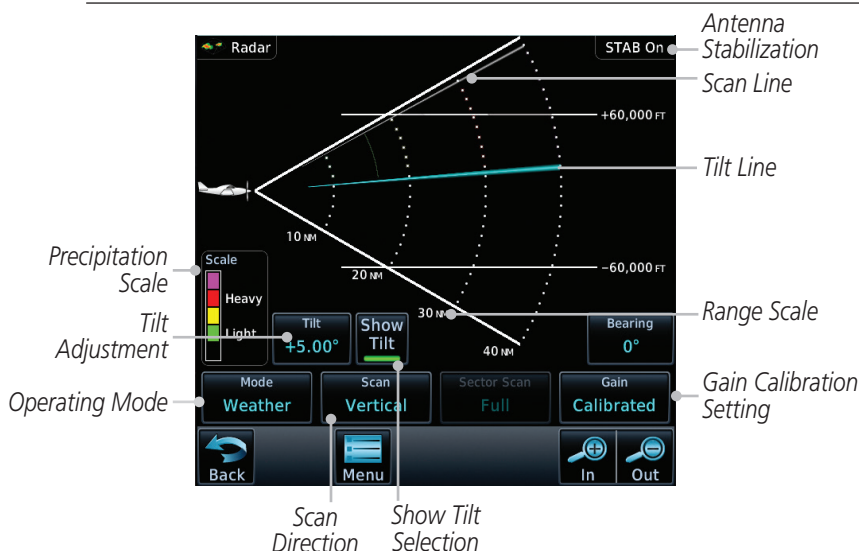 Antenna
Stabilization
Radar
STAB On
Scan Line
+60,000 FT
Tilt Line
10 NM
Precipitation
Scale
Scale
Heavy
Light
20 NM
-60,000 FT
30 NM
Range Scale
40 NM
Tilt
Adjustment
Tilt
+5.00°
Show
Tilt
Bearing
0°
Operating Mode
Mode
Weather
Scan
Vertical
Sector Scan
Full
Gain
Calibrated
Gain Calibration
Setting
Back
Menu
In
Out
Scan
Direction
Show Tilt
Selection